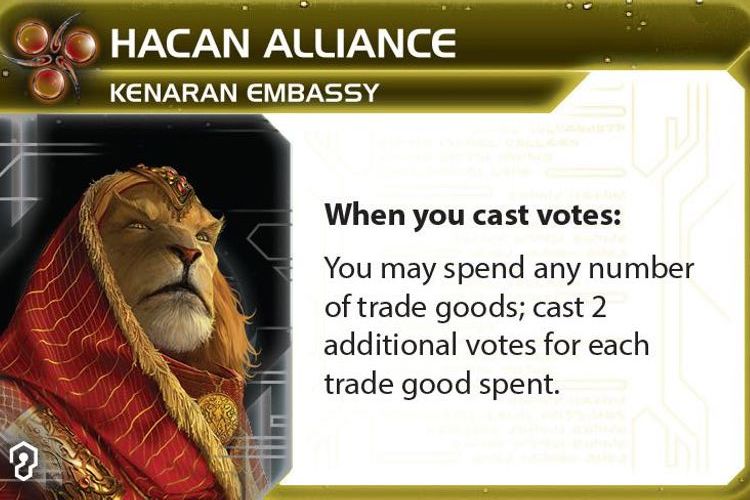 HACAN ALLIANCE
KENARAN EMBASSY
When you cast votes:
You may spend any number
of trade goods; cast 2
additional votes for each
trade good spent.